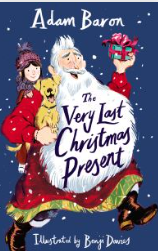 Adam Baron
The
Very Last
Christmas
Present
Illustrated by Benji Davies